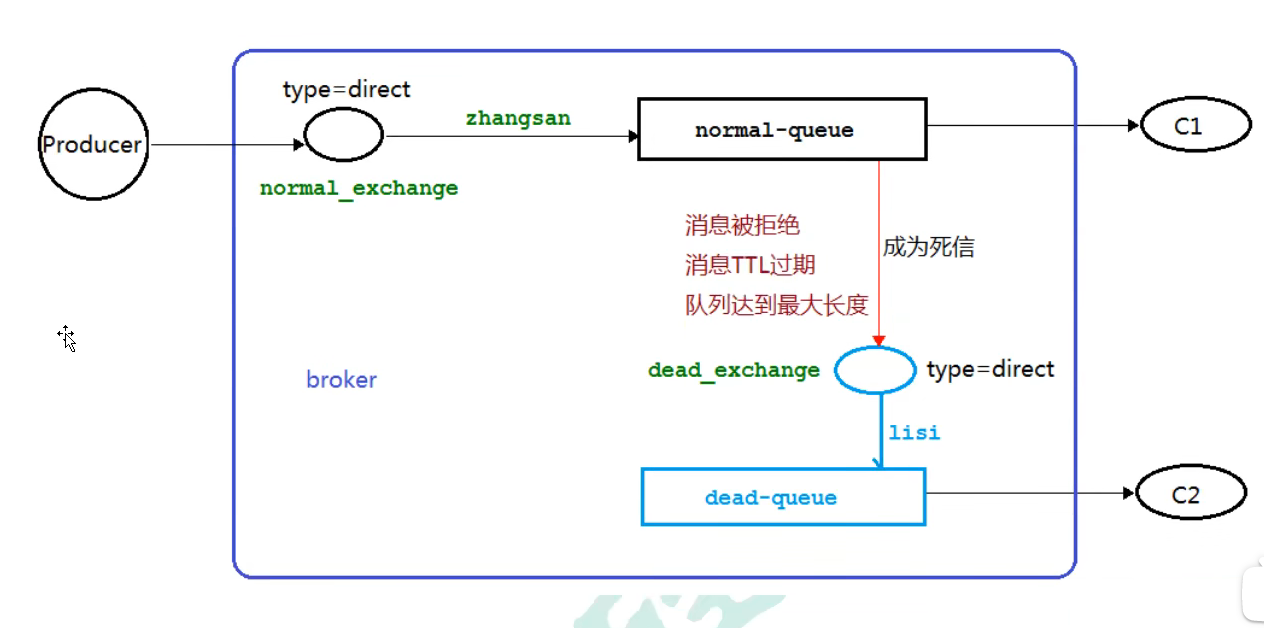 type=direct
Producer
zhangsan
normal-queue
C1
normal_exchange
消息被拒绝
消息TTL过期
队列达到最大长度
成为死信
dead_exchange
type=direct
broker
lisi
dead-queue
C2